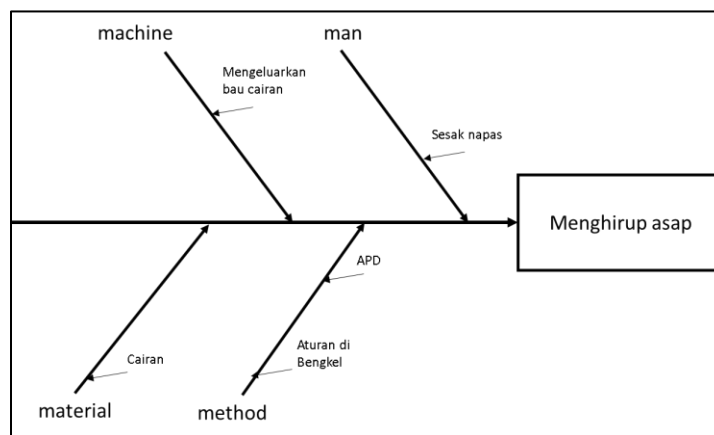 machine
man
Mengeluarkan
bau cairan
Sesak napas
Menghirup asap
APD
Aturan di
Bengkel
Cairan
material
method